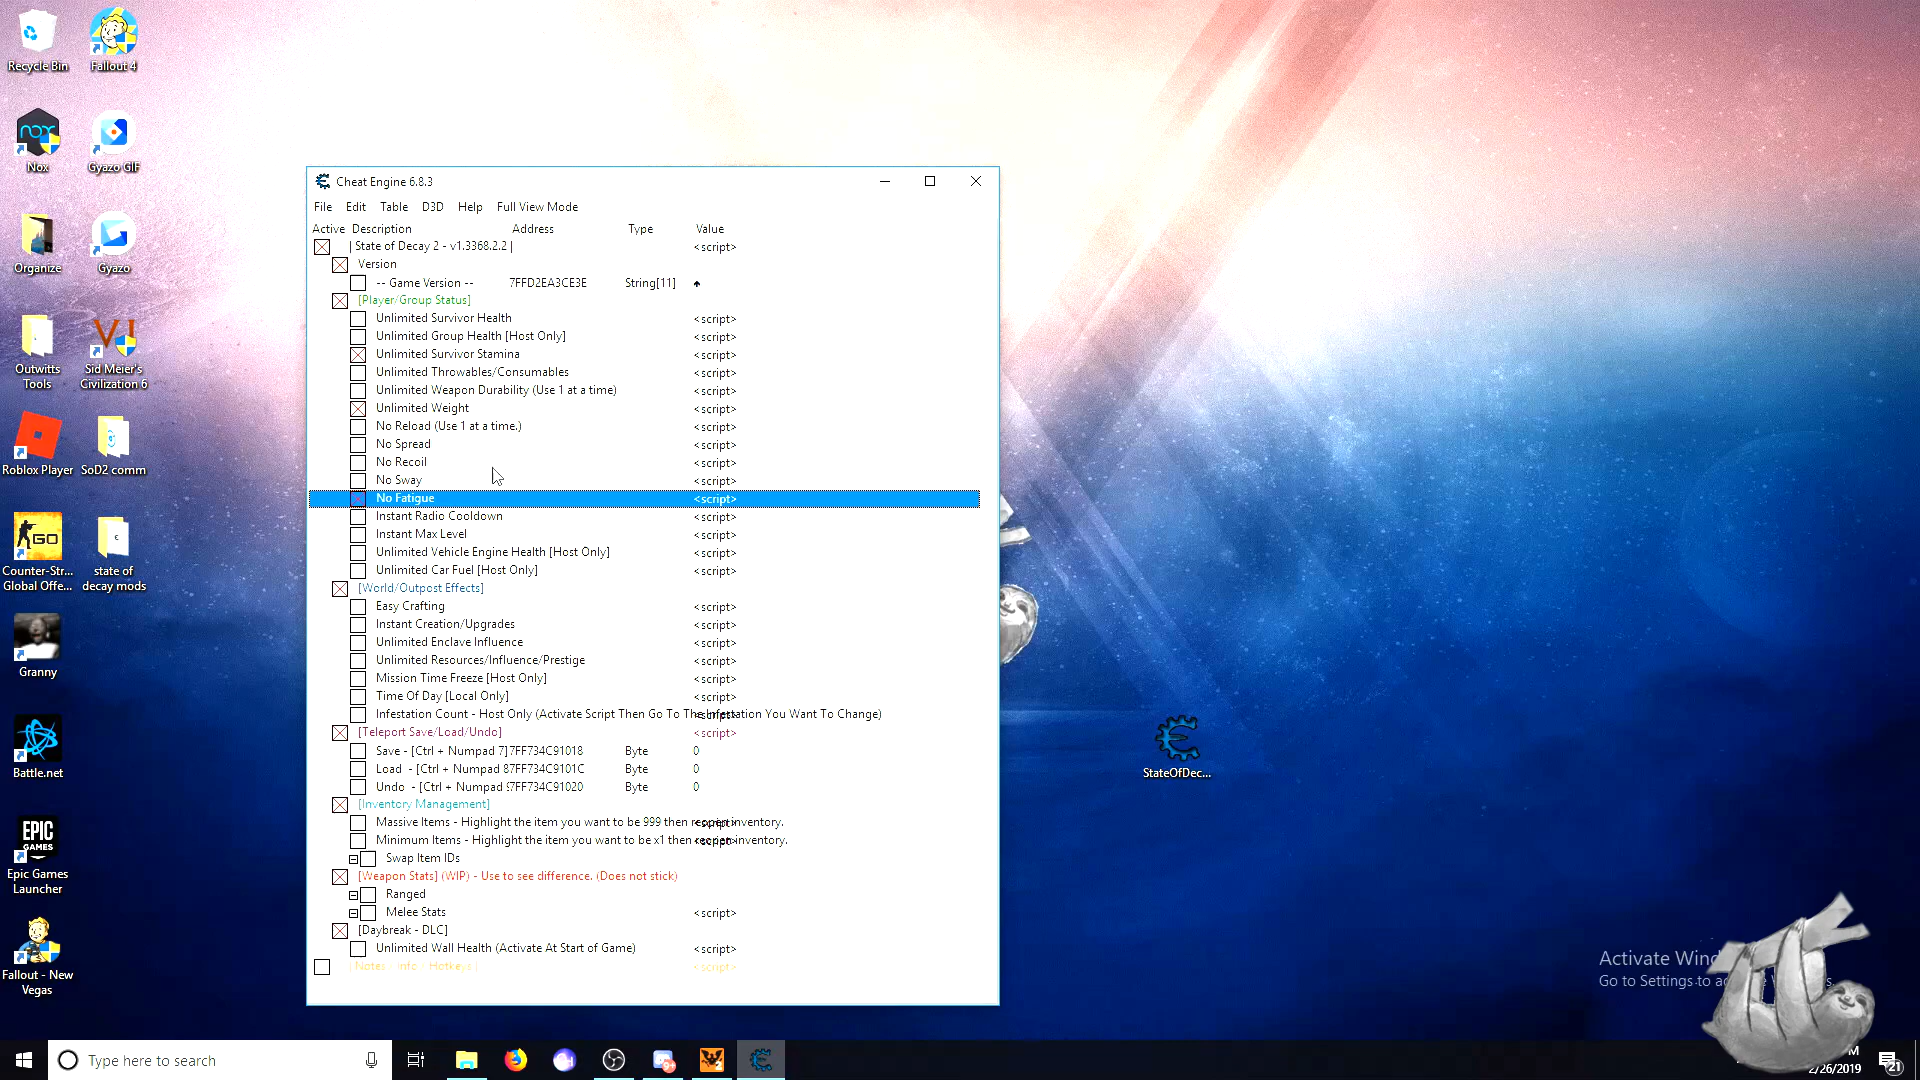 Recycle Bin
Fallout 4
Nox
Gyazo GIF
Organize
Gyazo
Outwitts
Tools
Sid Meier's
Civilization 6
Roblox Player
SoD2 comm
Counter-Str...
Global Offe...
state of
decay mods
Granny
Battle.net
EPIC
GAMES
Epic Games
Launcher
Fallout - New
Vegas
Cheat Engine 6.8.3
File Edit Table D3D Help Full View Mode
Active Description Address Type Value
| State of Decay 2 - v1.3368.2.2 | <script>
Version
-- Game Version -- 7FFD2EA3CE3E String[11]
[Player/Group Status]
Unlimited Survivor Health <script>
Unlimited Group Health [Host Only] <script>
Unlimited Survivor Stamina <script>
Unlimited Throwables/Consumables <script>
Unlimited Weapon Durability (Use 1 at a time) <script>
Unlimited Weight <script>
No Reload (Use 1 at a time.) <script>
No Spread <script>
No Recoil <script>
No Sway <script>
No Fatigue <script>
Instant Radio Cooldown <script>
Instant Max Level <script>
Unlimited Vehicle Engine Health [Host Only] <script>
Unlimited Car Fuel [Host Only] <script>
[World/Outpost Effects]
Easy Crafting <script>
Instant Creation/Upgrades <script>
Unlimited Enclave Influence <script>
Unlimited Resources/Influence/Prestige <script>
Mission Time Freeze [Host Only] <script>
Time Of Day [Local Only] <script>
Infestation Count - Host Only (Activate Script Then Go To The Infestation You Want To Change) <script>
[Teleport Save/Load/Undo] <script>
Save - [Ctrl + Numpad 7] 7FF734C91018 Byte 0
Load - [Ctrl + Numpad 8 7FF734C9101C Byte 0
Undo - [Ctrl + Numpad 9 7FF734C91020 Byte 0
[Inventory Management]
Massive Items - Highlight the item you want to be 999 then reopen inventory. <script>
Minimum Items - Highlight the item you want to be x1 then reopen inventory. <script>
Swap Item IDs
[Weapon Stats] (WIP) - Use to see difference. (Does not stick)
Ranged
Melee Stats <script>
[Daybreak - DLC]
Unlimited Wall Health (Activate At Start of Game) <script>
| Notes - Info - Hotkeys | <script>
StateOfDec...
Activate Wind
Go to Settings to ac
Type here to search
M
2/26/2019
21